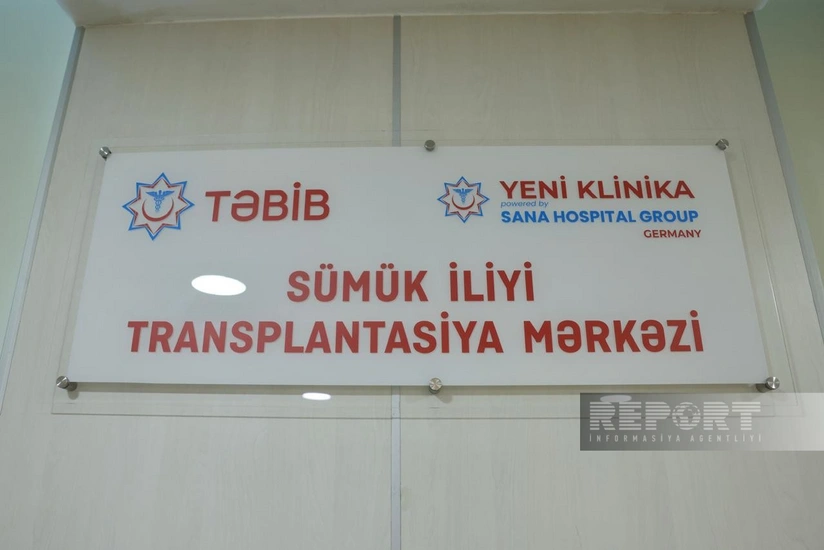 TƏBİB
YENİ KLİNİKA
powered by
SANA HOSPITAL GROUP
GERMANY
SÜMÜK İLİYİ
TRANSPLANTASİYA MƏRKƏZİ
REPORT
İNFORMASİYA AGENTLİYİ